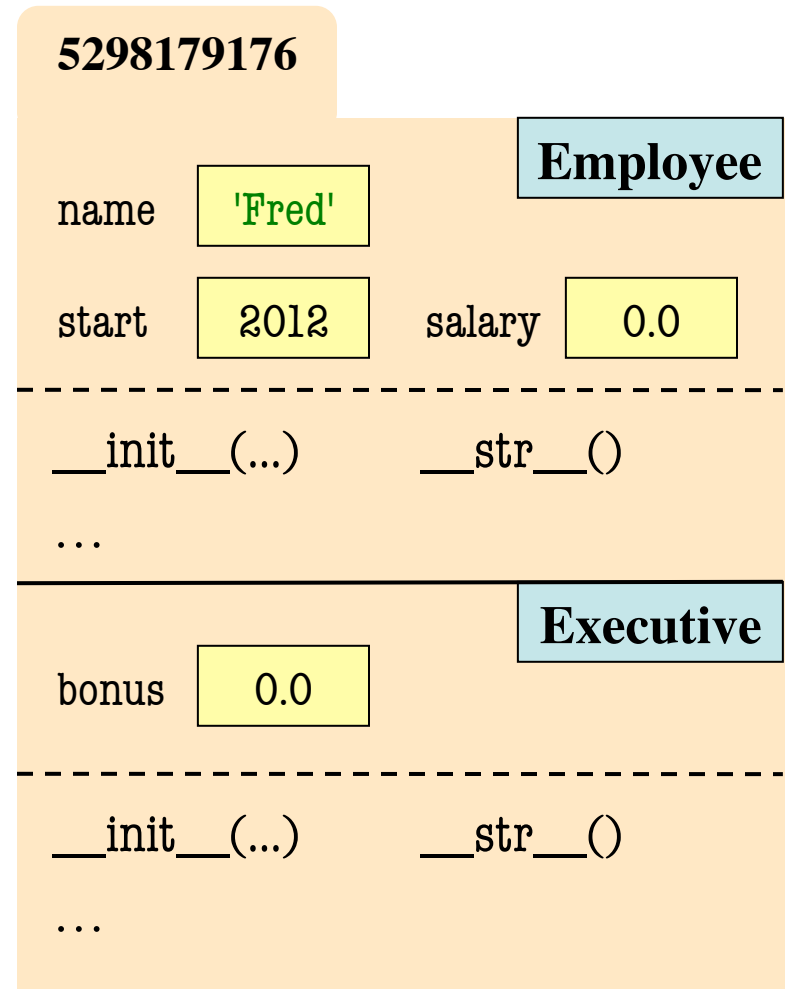 5298179176
Employee
name 'Fred'
start 2012 salary 0.0
__init__(...) __str__()
...
Executive
bonus 0.0
__init__(...) __str__()
...